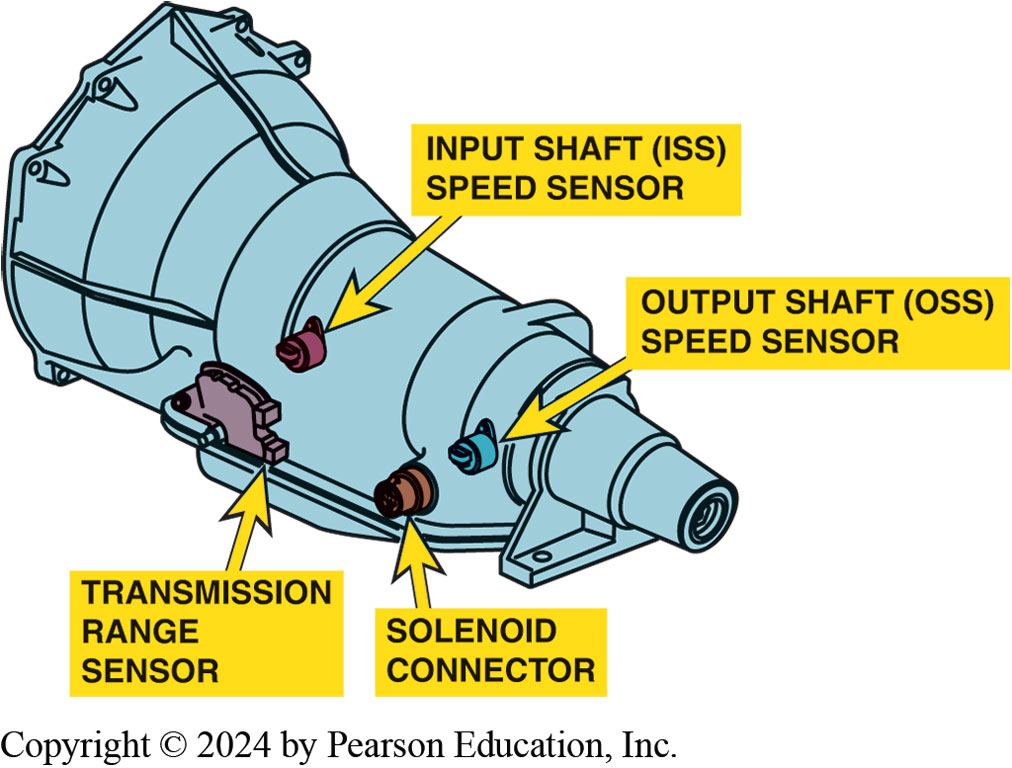 INPUT SHAFT (ISS)
SPEED SENSOR
OUTPUT SHAFT (OSS)
SPEED SENSOR
TRANSMISSION
RANGE
SENSOR
SOLENOID
CONNECTOR
Copyright © 2024 by Pearson Education, Inc.